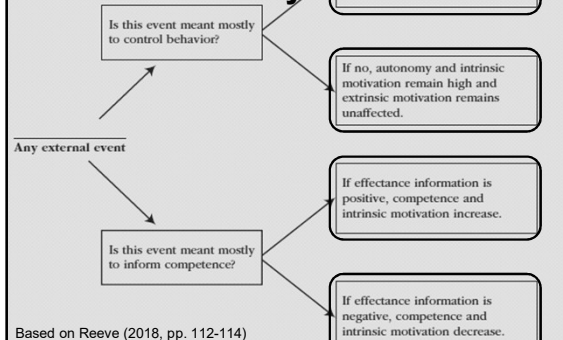 Is this event meant mostly
to control behavior?
If no, autonomy and intrinsic
motivation remain high and
extrinsic motivation remains
unaffected.
Any external event
If effectance information is
positive, competence and
intrinsic motivation increase.
Is this event meant mostly
to inform competence?
If effectance information is
negative, competence and
intrinsic motivation decrease.
Based on Reeve (2018, pp. 112-114)